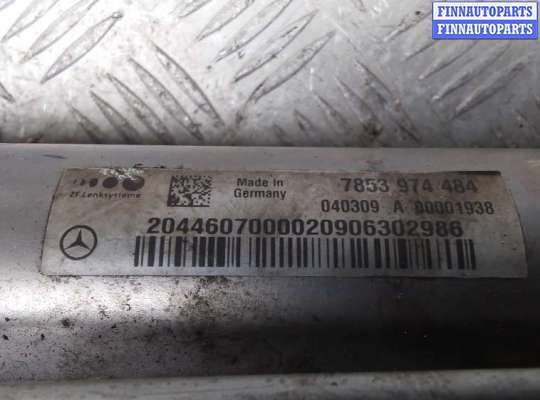 FINNAUTOPARTS
FINNAUTOPARTS
ZF.Lenksysteme
Made in
Germany
7853 974 484
040309 A 00001938
2044607000020906302986